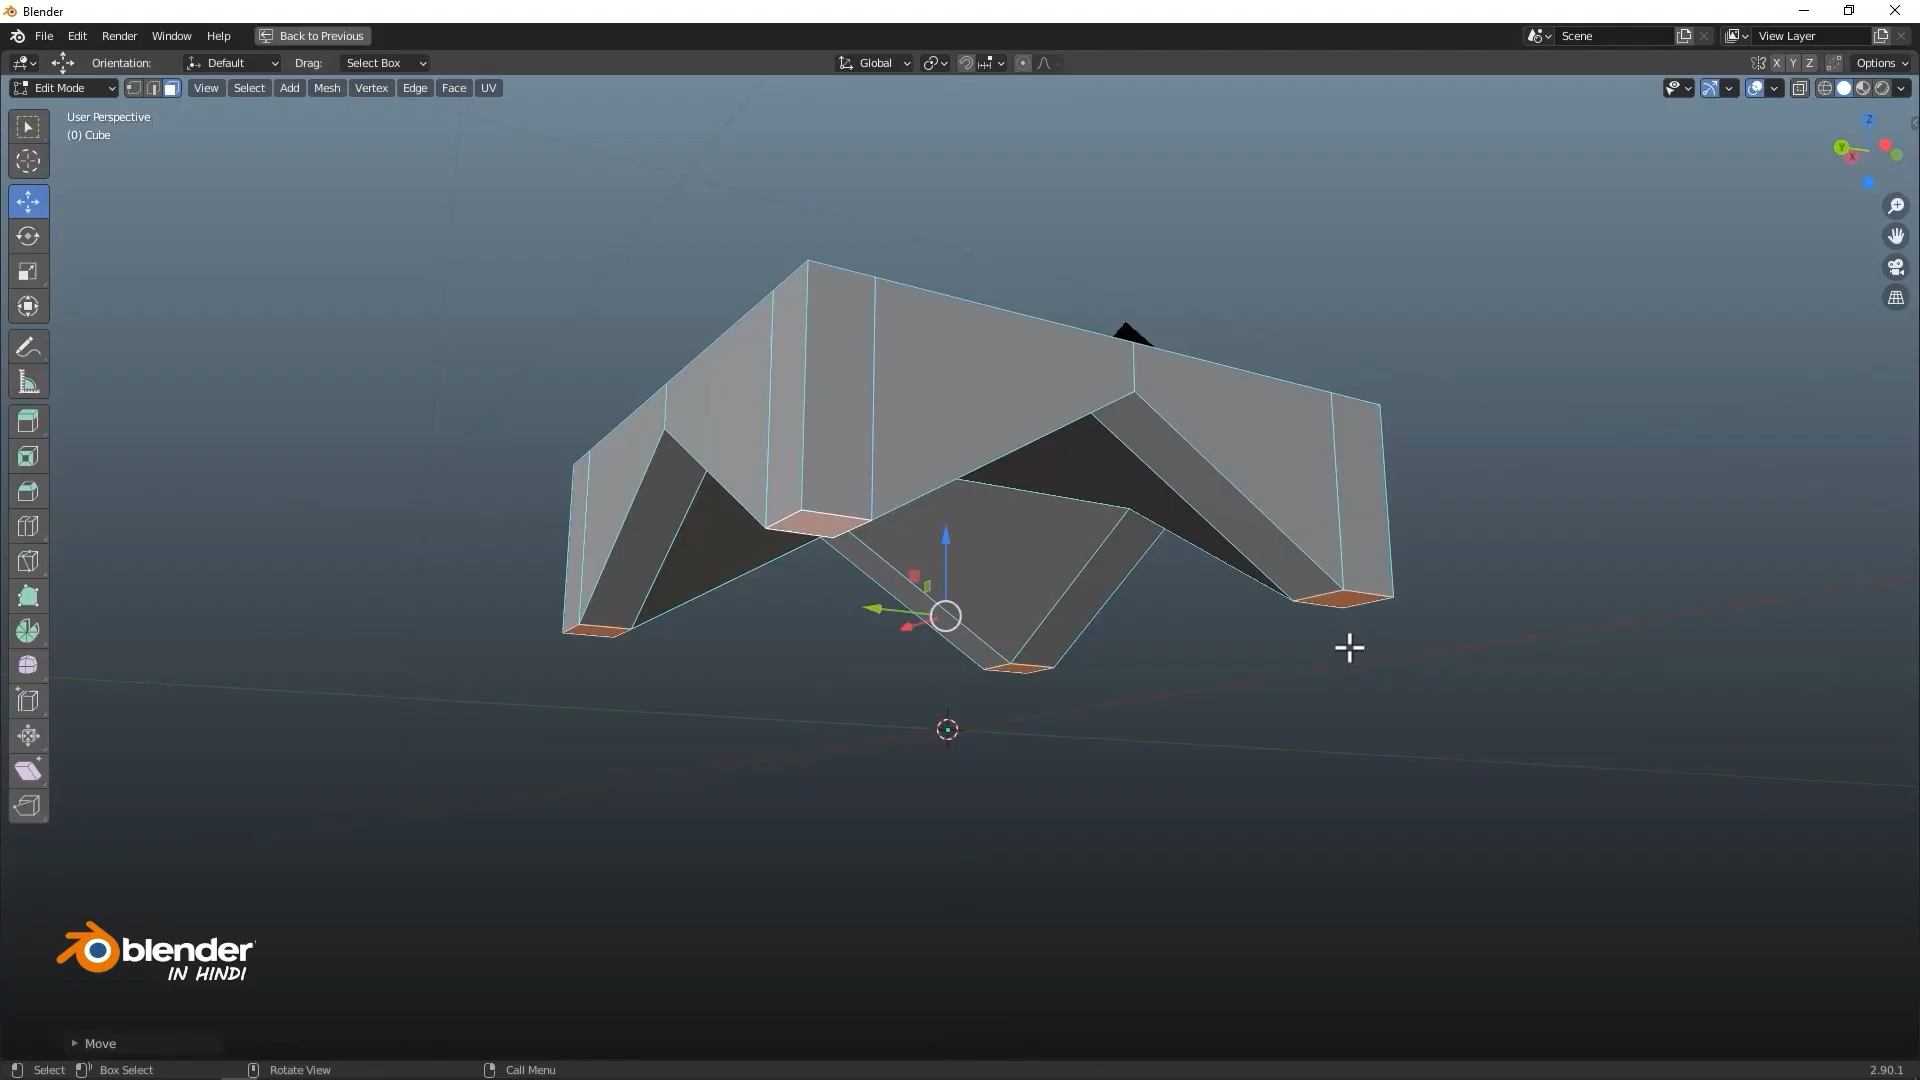 Blender
File Edit Render Window Help Back to Previous Scene View Layer
Orientation: Default Drag: Select Box Global X Y Z Options
Edit Mode View Select Add Mesh Vertex Edge Face UV
User Perspective
(0) Cube
Z
Y
X
blender
IN HINDI
Move
Select Box Select Rotate View Call Menu 2.90.1